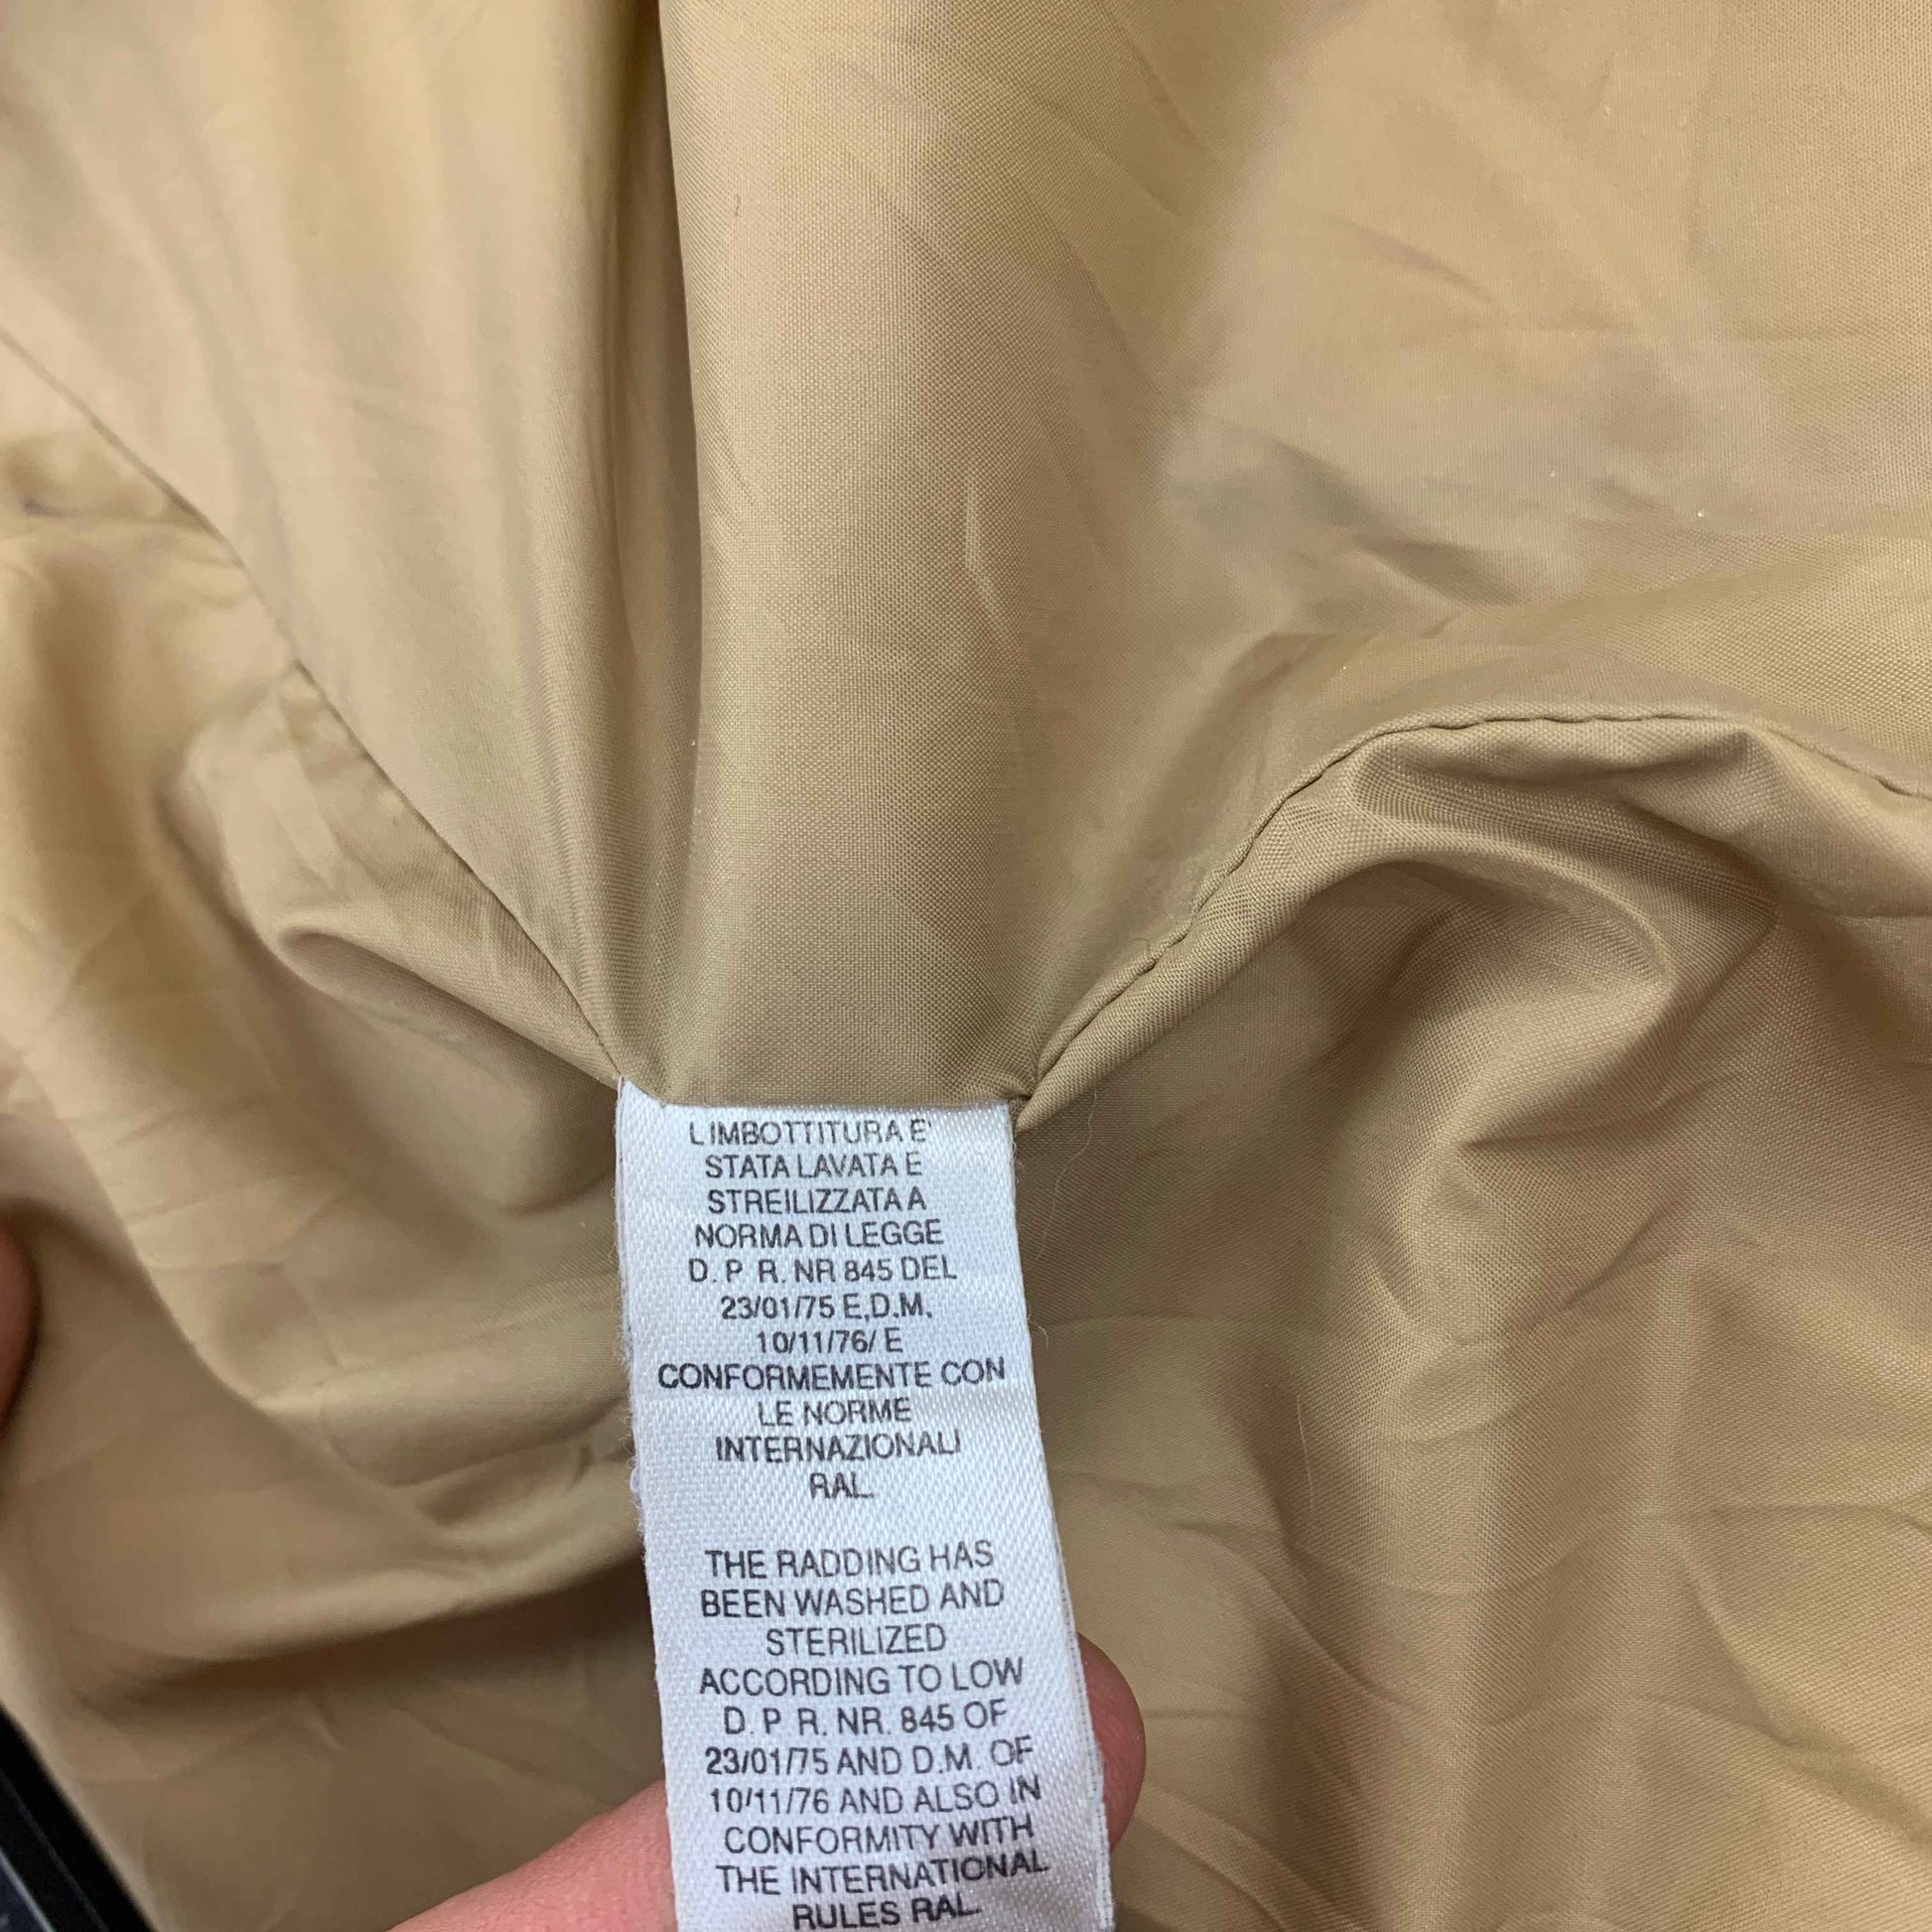 LIMBOTTITURA E'
STATA LAVATA E
STREILIZZATA A
NORMA DI LEGGE
D. P R. NR 845 DEL
23/01/75 E,D.M,
10/11/76/ E
CONFORMEMENTE CON
LE NORME
INTERNAZIONALI
RAL.
THE RADDING HAS
BEEN WASHED AND
STERILIZED
ACCORDING TO LOW
D. P R. NR. 845 OF
23/01/75 AND D.M. OF
10/11/76 AND ALSO IN
CONFORMITY WITH
THE INTERNATIONAL
RULES RAL.